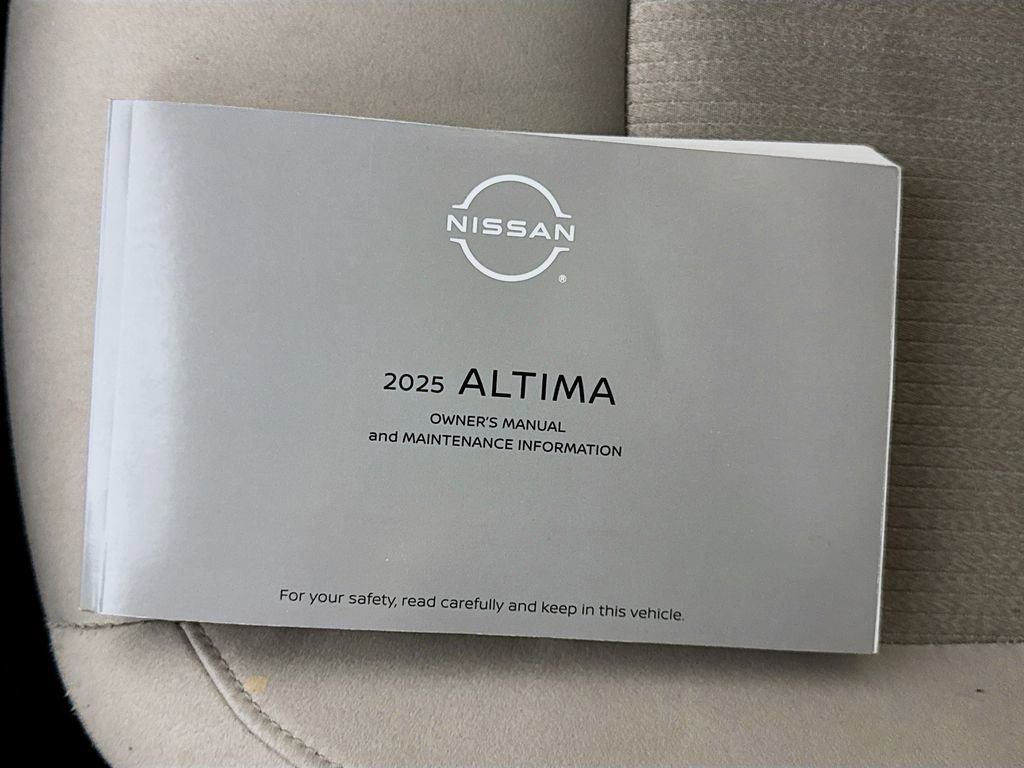 NISSAN
®
2025 ALTIMA
OWNER'S MANUAL
and MAINTENANCE INFORMATION
For your safety, read carefully and keep in this vehicle.